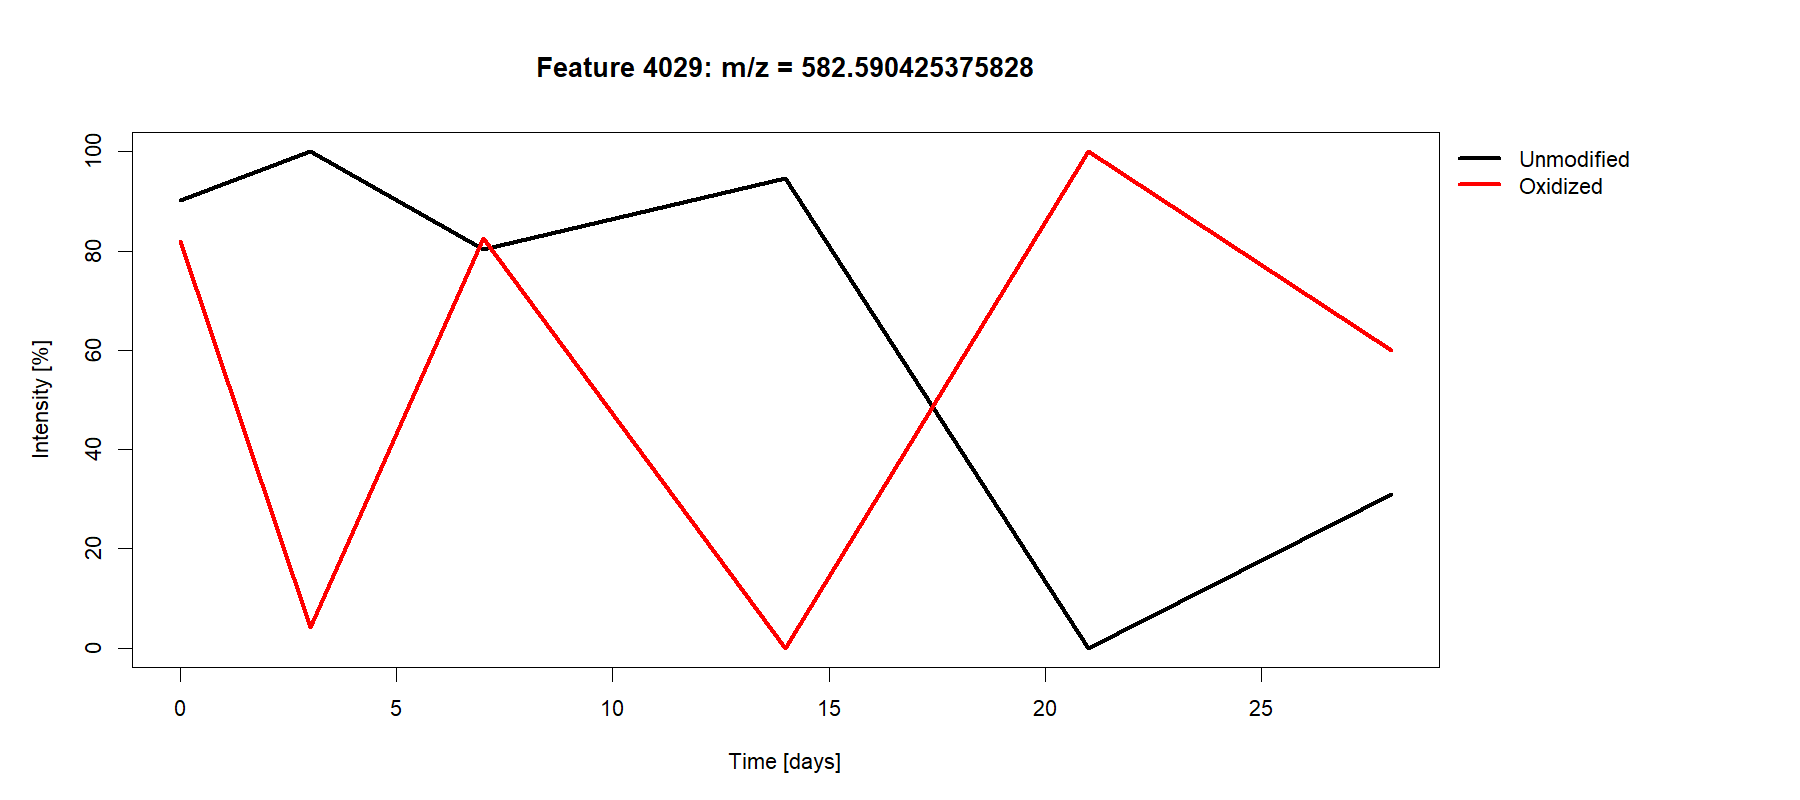 Feature 4029: m/z = 582.590425375828
Unmodified
Oxidized
Intensity [%]
100
80
60
40
20
0
0 5 10 15 20 25
Time [days]